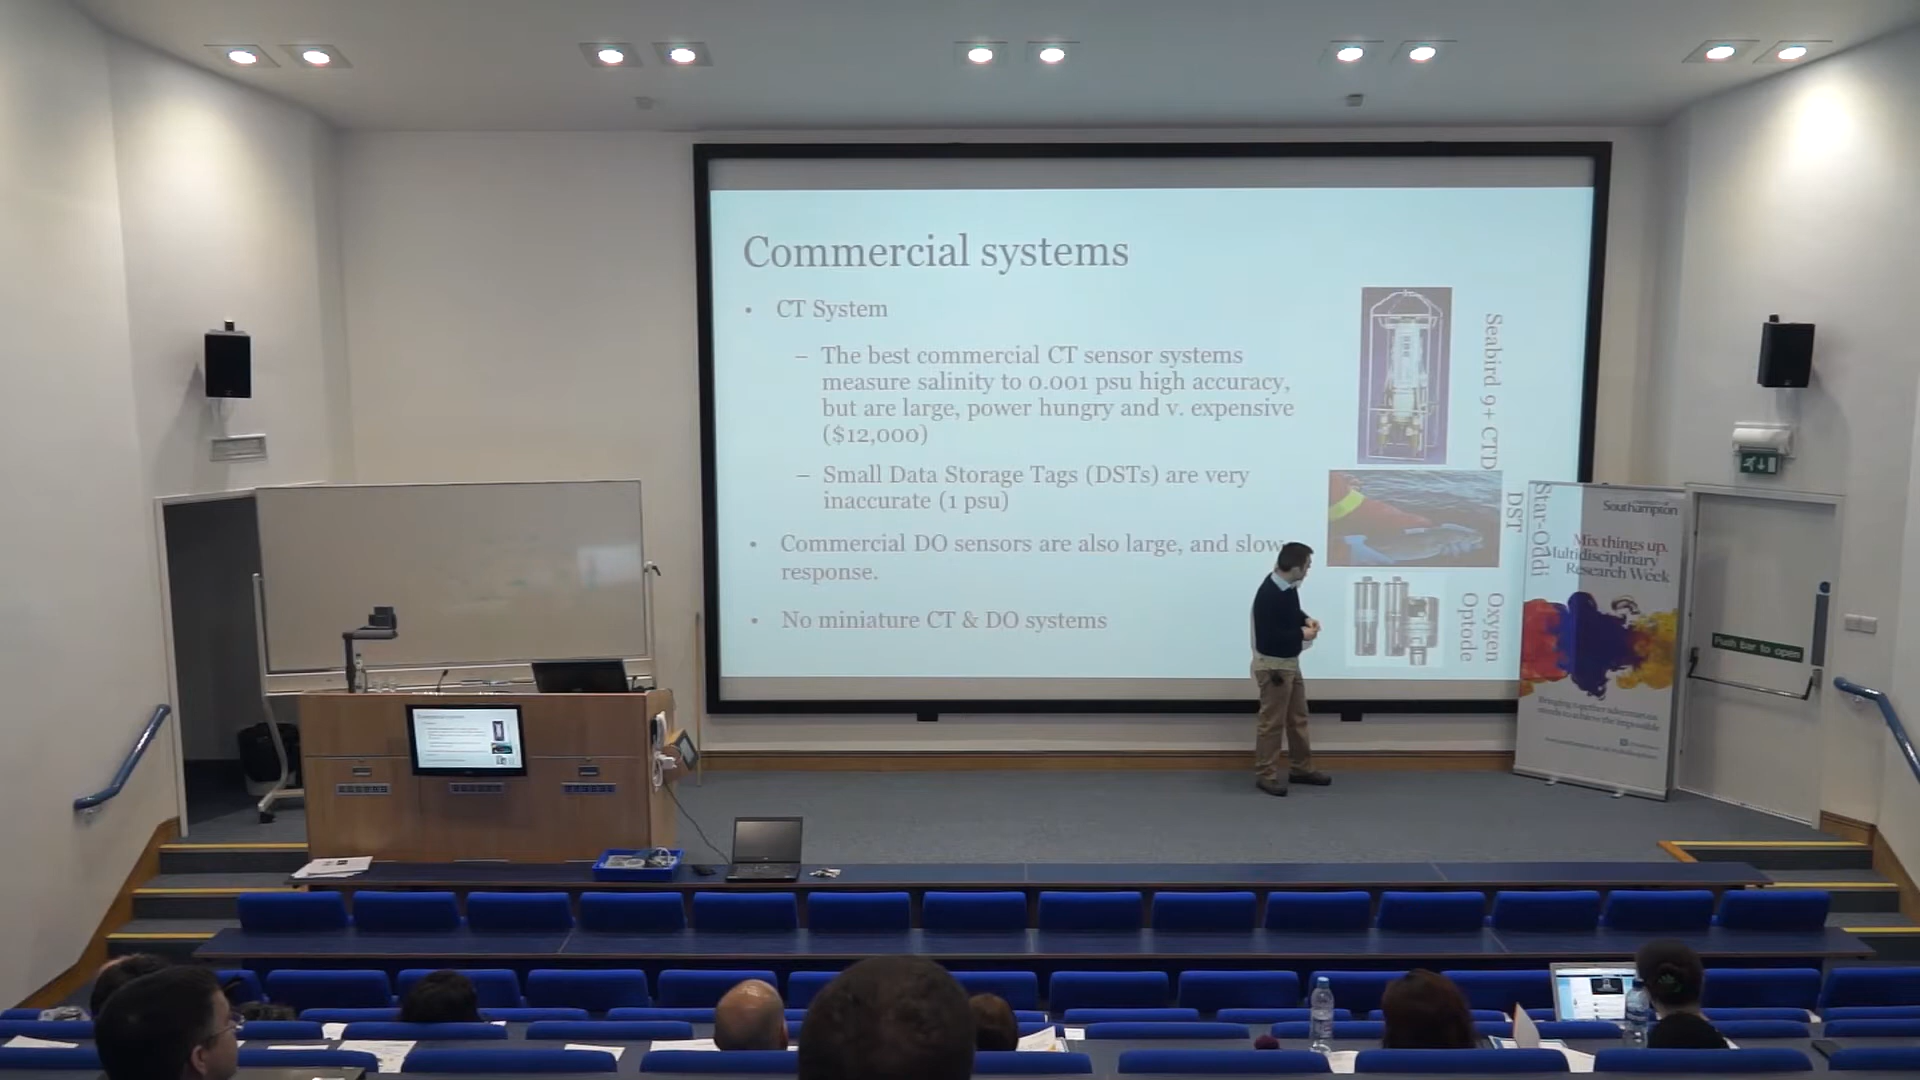 Commercial systems
• CT System
– The best commercial CT sensor systems
measure salinity to 0.001 psu high accuracy,
but are large, power hungry and v. expensive
($12,000)
– Small Data Storage Tags (DSTs) are very
inaccurate (1 psu)
• Commercial DO sensors are also large, and slow
response.
• No miniature CT & DO systems
Seabird 9+ CTD
Star-Oddi
DST
Oxygen
Optode
Southampton
Mix things up.
Multidisciplinary
Research Week
Push bar to open